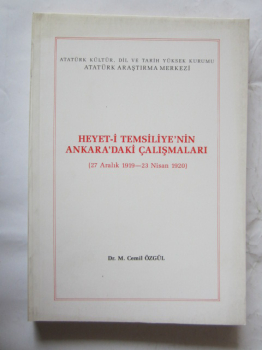 ATATÜRK KÜLTÜR, DİL VE TARİH YÜKSEK KURUMU
ATATÜRK ARAŞTIRMA MERKEZİ
HEYET-İ TEMSİLİYE'NİN
ANKARA'DAKİ ÇALIŞMALARI
(27 Aralık 1919—23 Nisan 1920)
Dr. M. Cemil ÖZGÜL